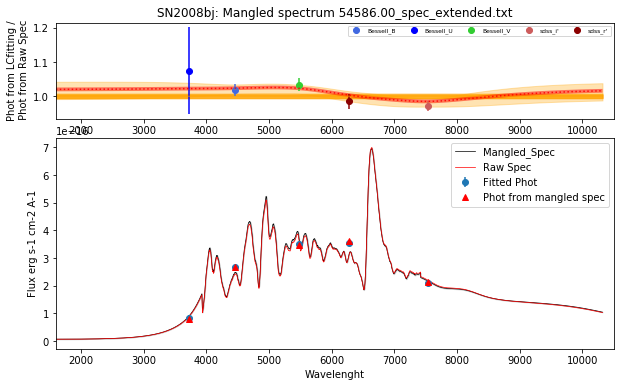 SN2008bj: Mangled spectrum 54586.00_spec_extended.txt
Phot from LCfitting /
Phot from Raw Spec
1.2
1.1
1.0
Bessell_B
Bessell_U
Bessell_V
sdss_i'
sdss_r'
2000 3000 4000 5000 6000 7000 8000 9000 10000
1e−16
Flux erg s-1 cm-2 A-1
7
6
5
4
3
2
1
0
Mangled_Spec
Raw Spec
Fitted Phot
Phot from mangled spec
2000 3000 4000 5000 6000 7000 8000 9000 10000
Wavelenght